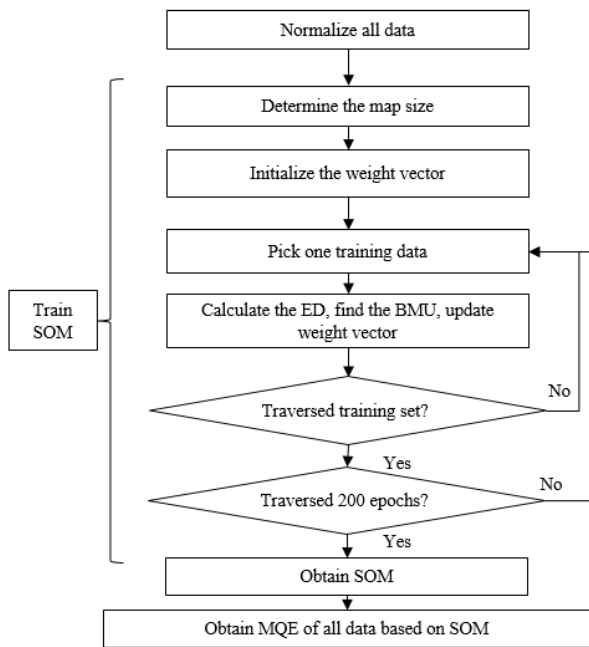 Normalize all data
Determine the map size
Initialize the weight vector
Pick one training data
Train
SOM
Calculate the ED, find the BMU, update
weight vector
No
Traversed training set?
Yes
No
Traversed 200 epochs?
Yes
Obtain SOM
Obtain MQE of all data based on SOM